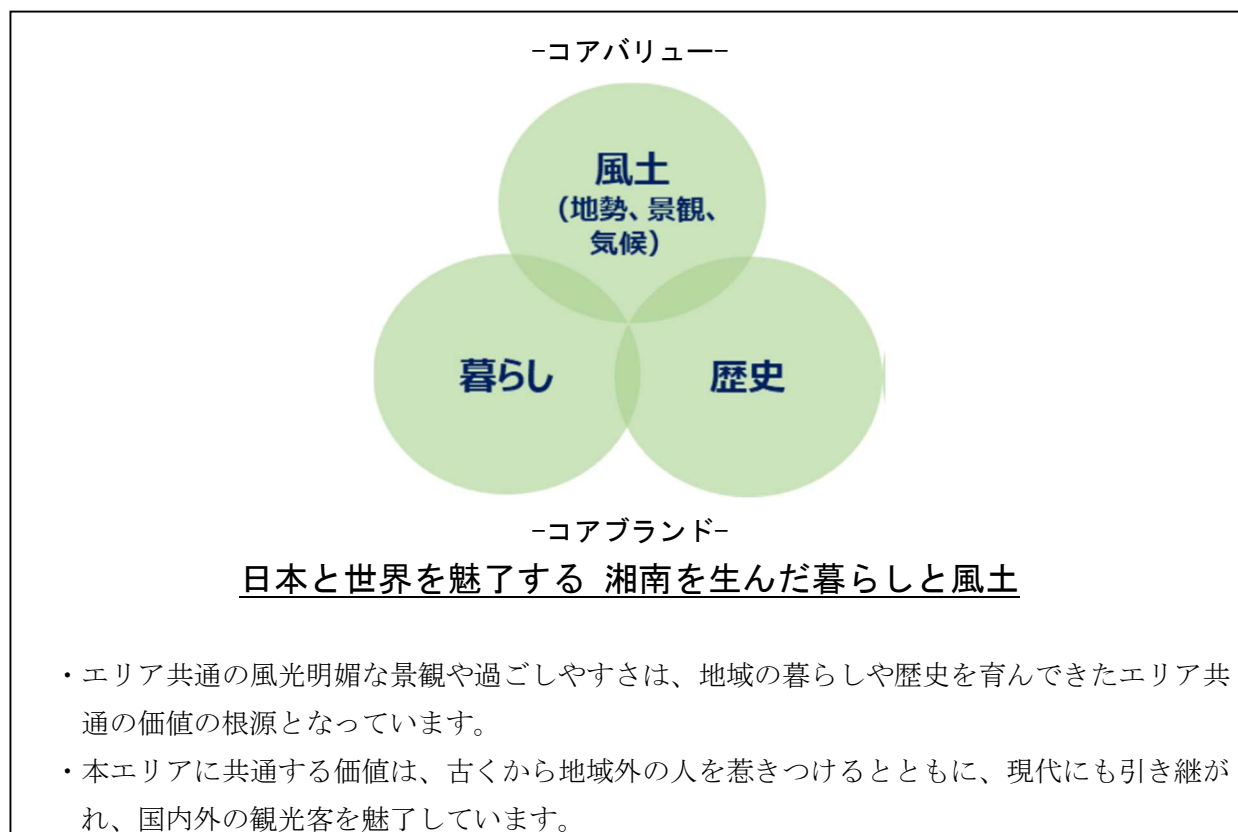 -コアバリュー-
風土
(地勢、景観、
気候)
暮らし
歴史
-コアブランド-
日本と世界を魅了する 湘南を生んだ暮らしと風土
・エリア共通の風光明媚な景観や過ごしやすさは、地域の暮らしや歴史を育んできたエリア共
通の価値の根源となっています。
・本エリアに共通する価値は、古くから地域外の人を惹きつけるとともに、現代にも引き継が
れ、国内外の観光客を魅了しています。